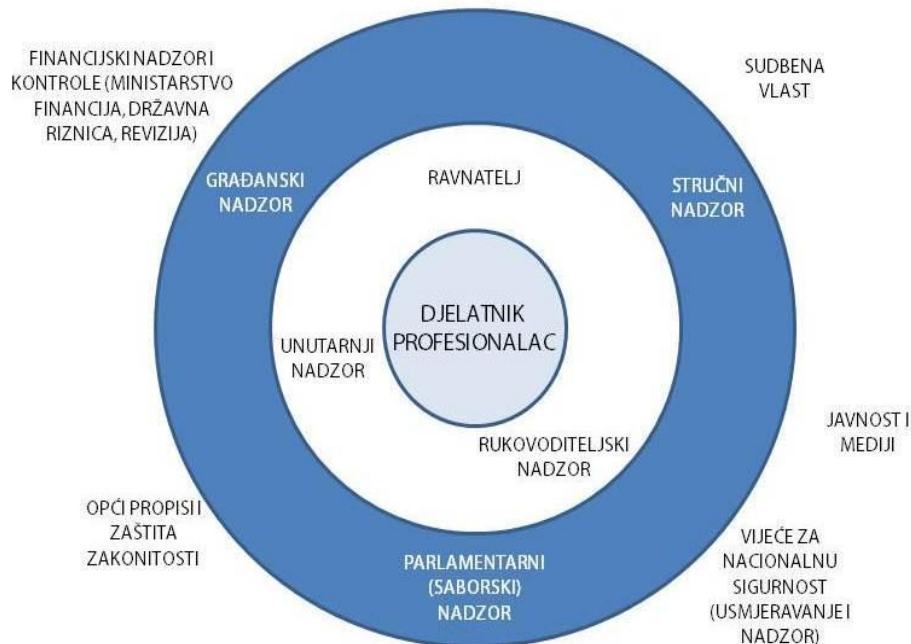 FINANCIJSKI NADZOR I
KONTROLE (MINISTARSTVO
FINANCIJA, DRŽAVNA
RIZNICA, REVIZIJA)
SUDBENA
VLAST
GRAĐANSKI
NADZOR
RAVNATELJ
STRUČNI
NADZOR
DJELATNIK
PROFESIONALAC
UNUTARNJI
NADZOR
RUKOVODITELJSKI
NADZOR
JAVNOST I
MEDIJI
OPĆI PROPISI I
ZAŠTITA
ZAKONITOSTI
PARLAMENTARNI
(SABORSKI)
NADZOR
VIJEĆE ZA
NACIONALNU
SIGURNOST
(USMJERAVANJE I
NADZOR)